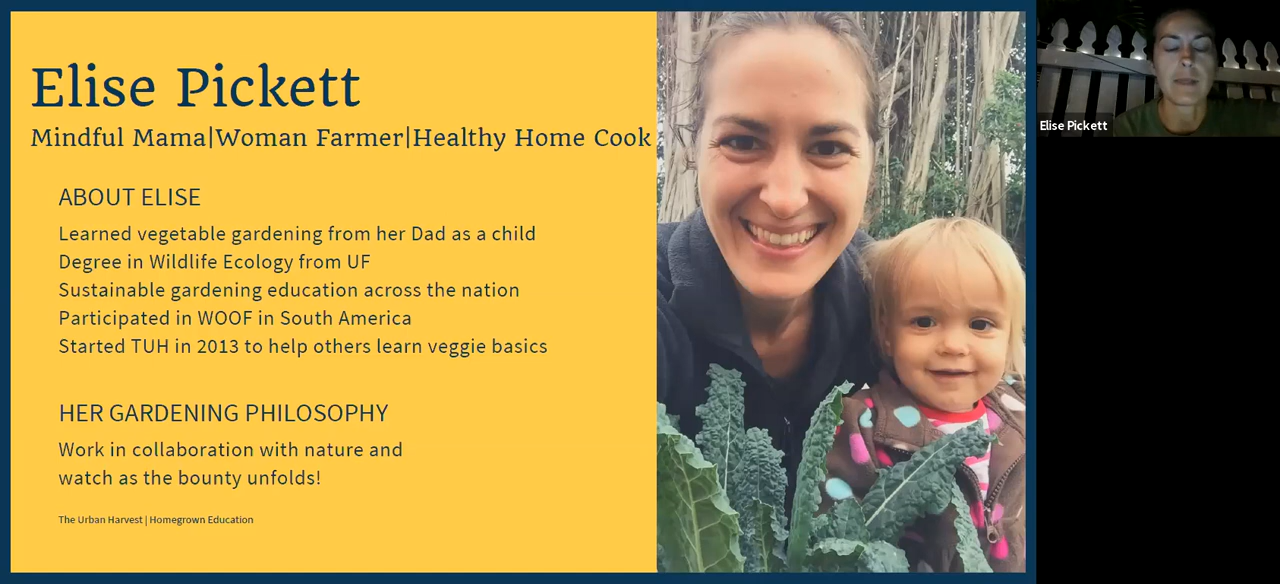 Elise Pickett
Mindful Mama|Woman Farmer|Healthy Home Cook
ABOUT ELISE
Learned vegetable gardening from her Dad as a child
Degree in Wildlife Ecology from UF
Sustainable gardening education across the nation
Participated in WOOF in South America
Started TUH in 2013 to help others learn veggie basics
HER GARDENING PHILOSOPHY
Work in collaboration with nature and
watch as the bounty unfolds!
The Urban Harvest | Homegrown Education
Elise Pickett